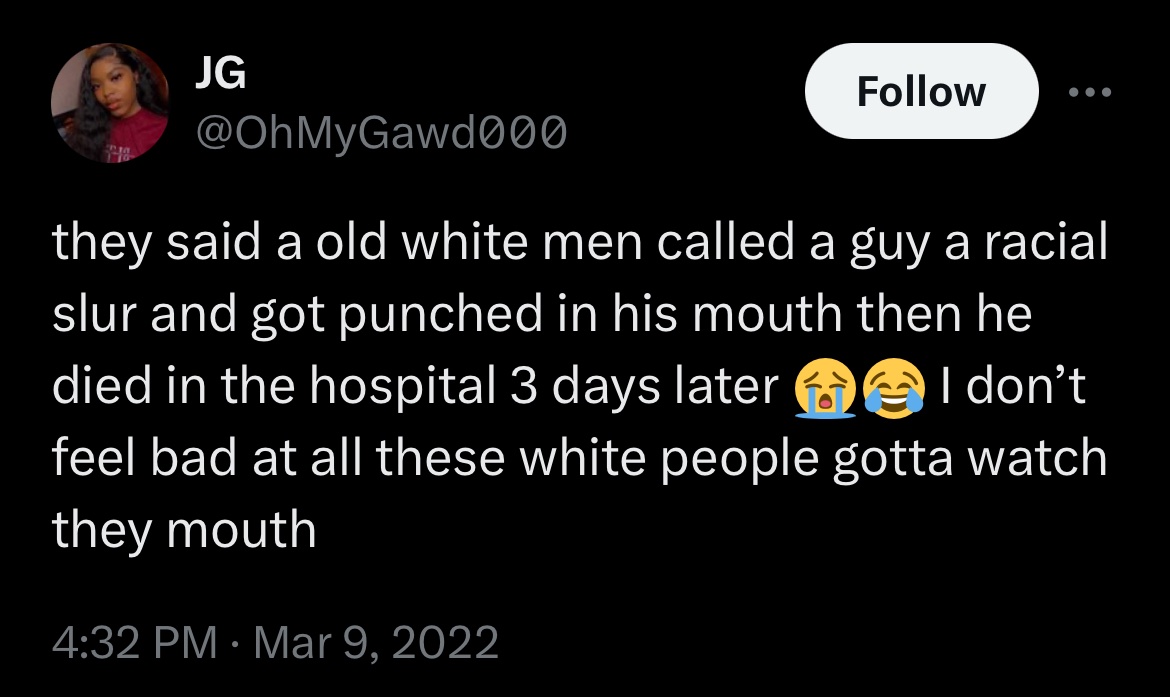 JG
@OhMyGawd000
Follow
they said a old white men called a guy a racial
slur and got punched in his mouth then he
died in the hospital 3 days later 😭😂 I don’t
feel bad at all these white people gotta watch
they mouth
4:32 PM · Mar 9, 2022